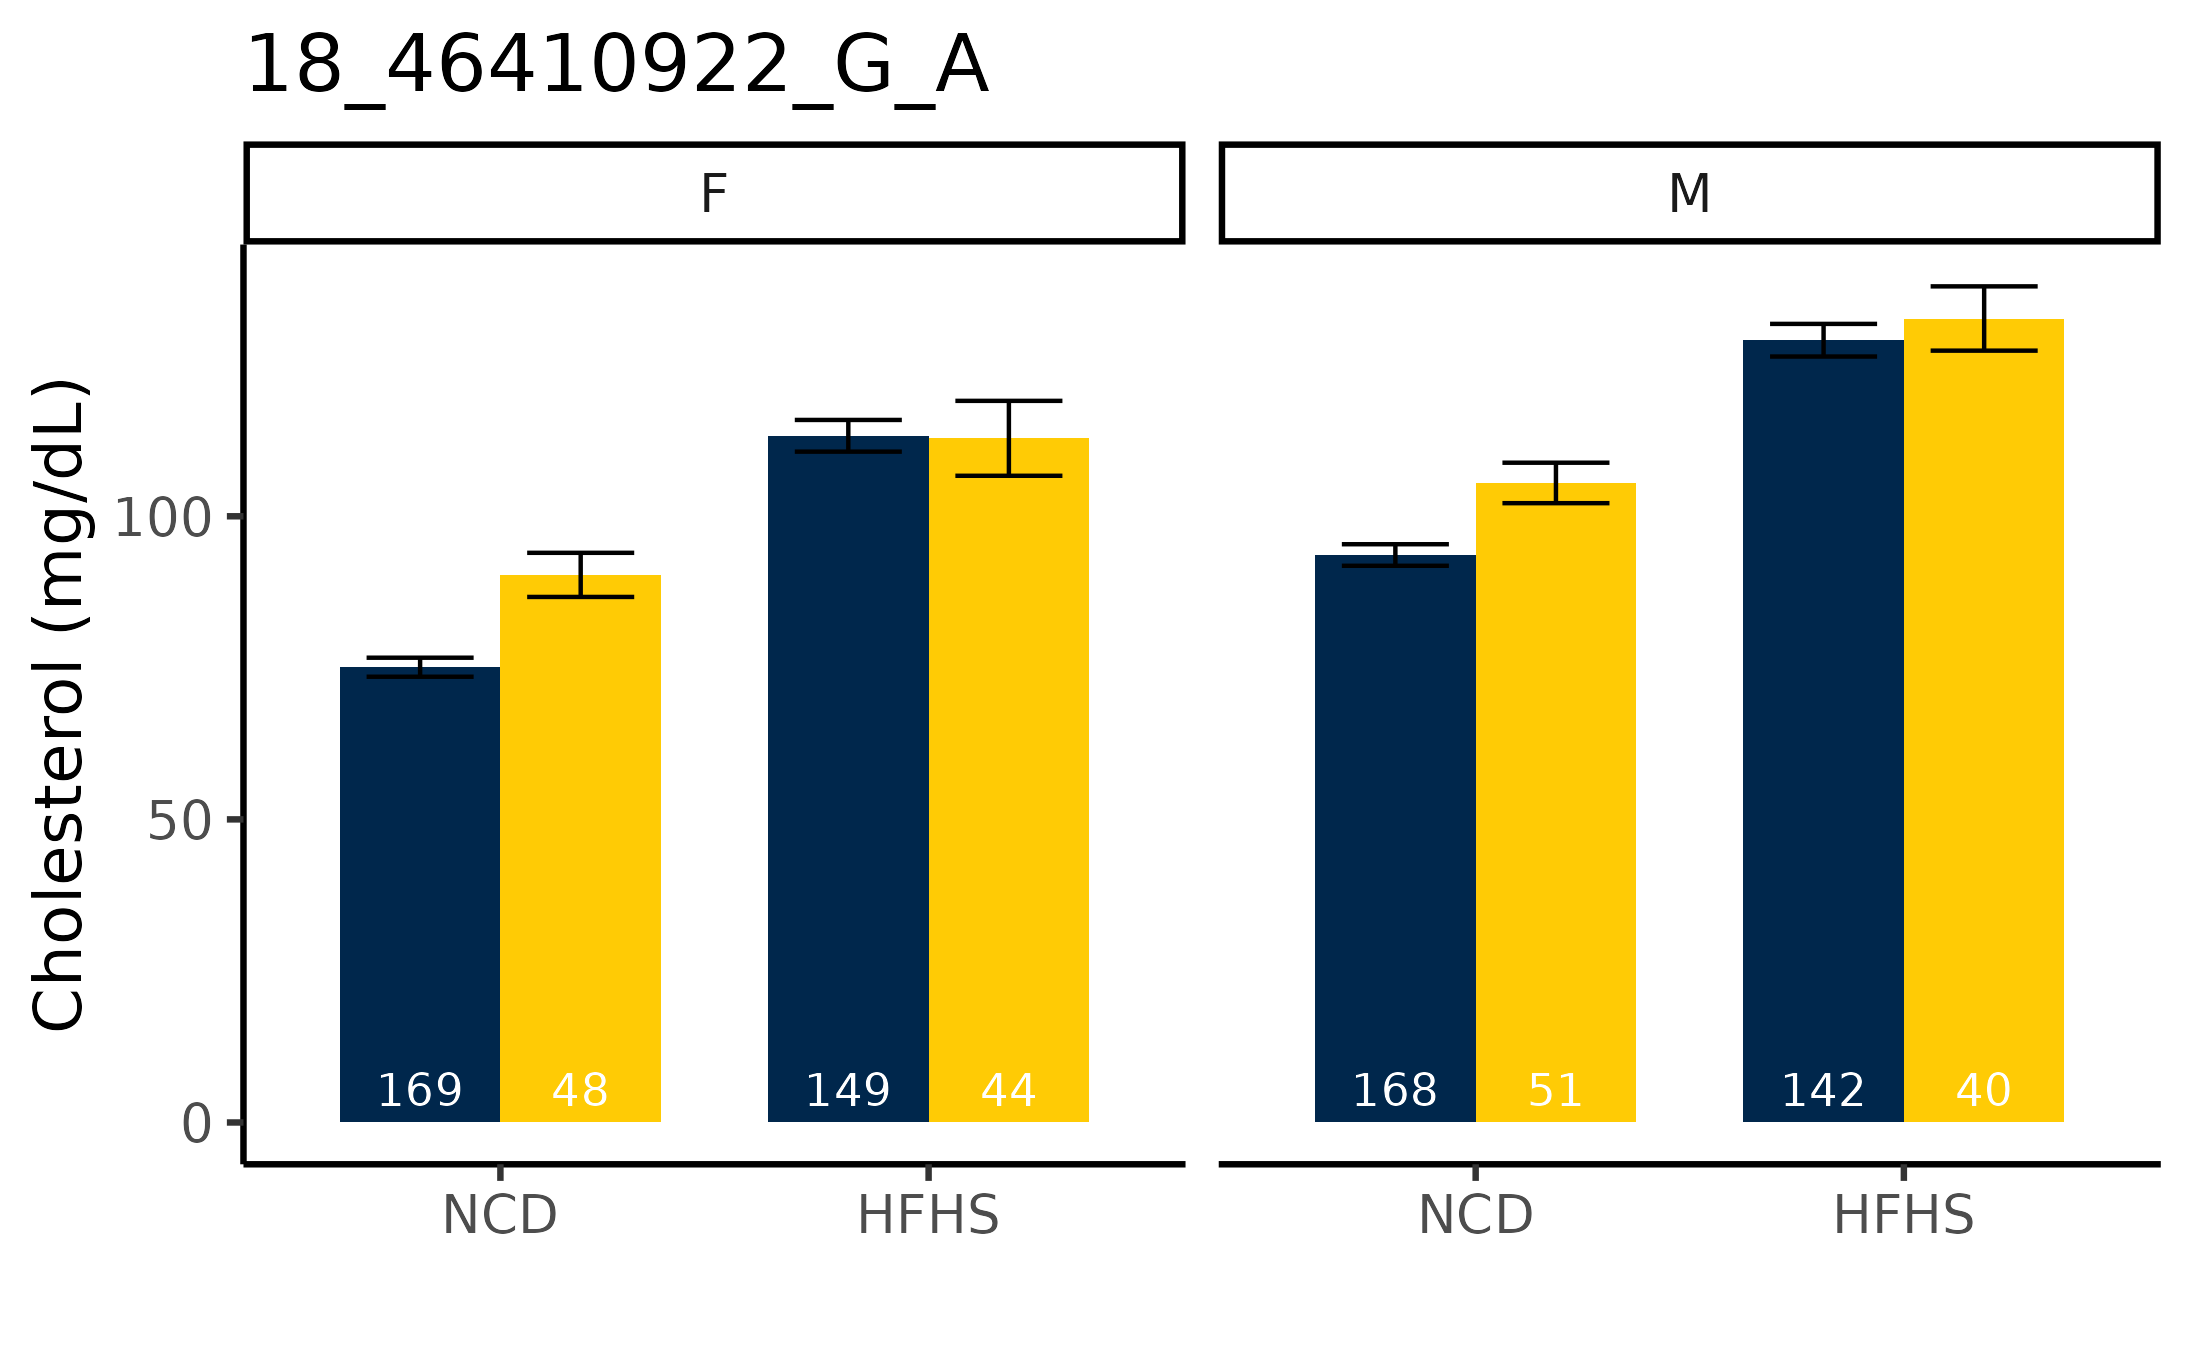 18_46410922_G_A
F
M
Cholesterol (mg/dL)
100
50
0
169 48 149 44
168 51 142 40
NCD HFHS
NCD HFHS